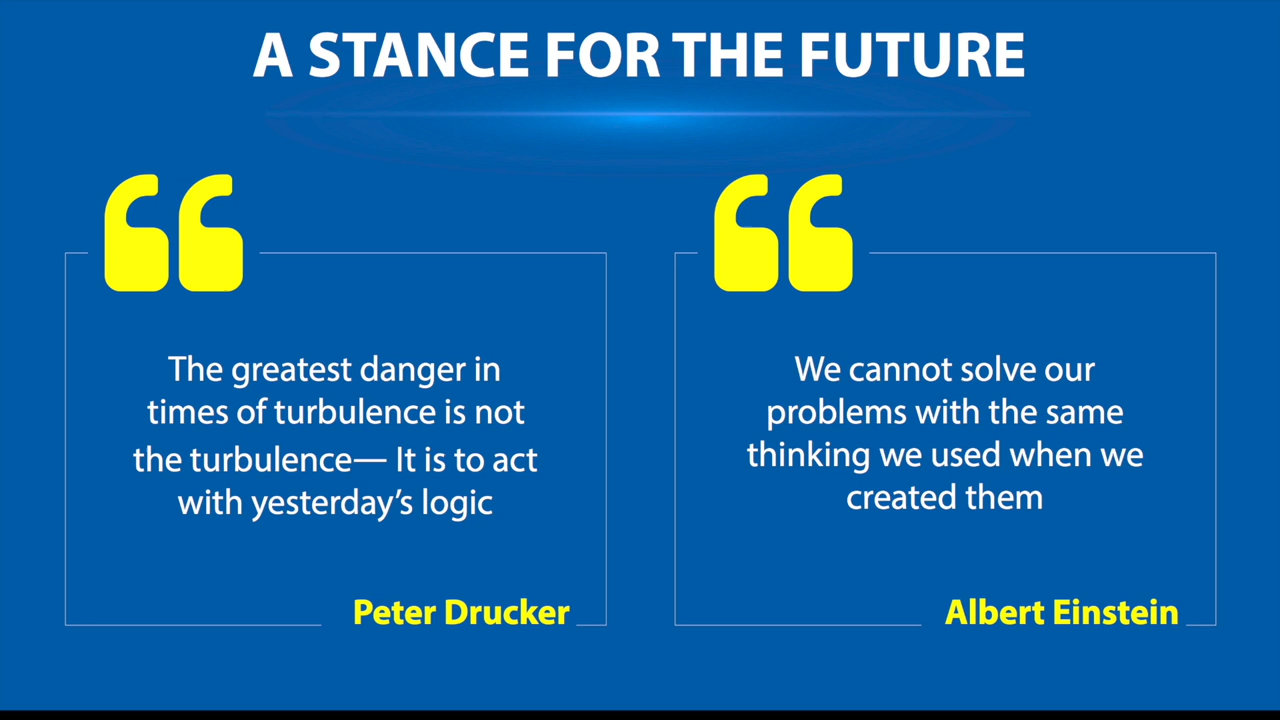 A STANCE FOR THE FUTURE
The greatest danger in
times of turbulence is not
the turbulence— It is to act
with yesterday’s logic
Peter Drucker
We cannot solve our
problems with the same
thinking we used when we
created them
Albert Einstein